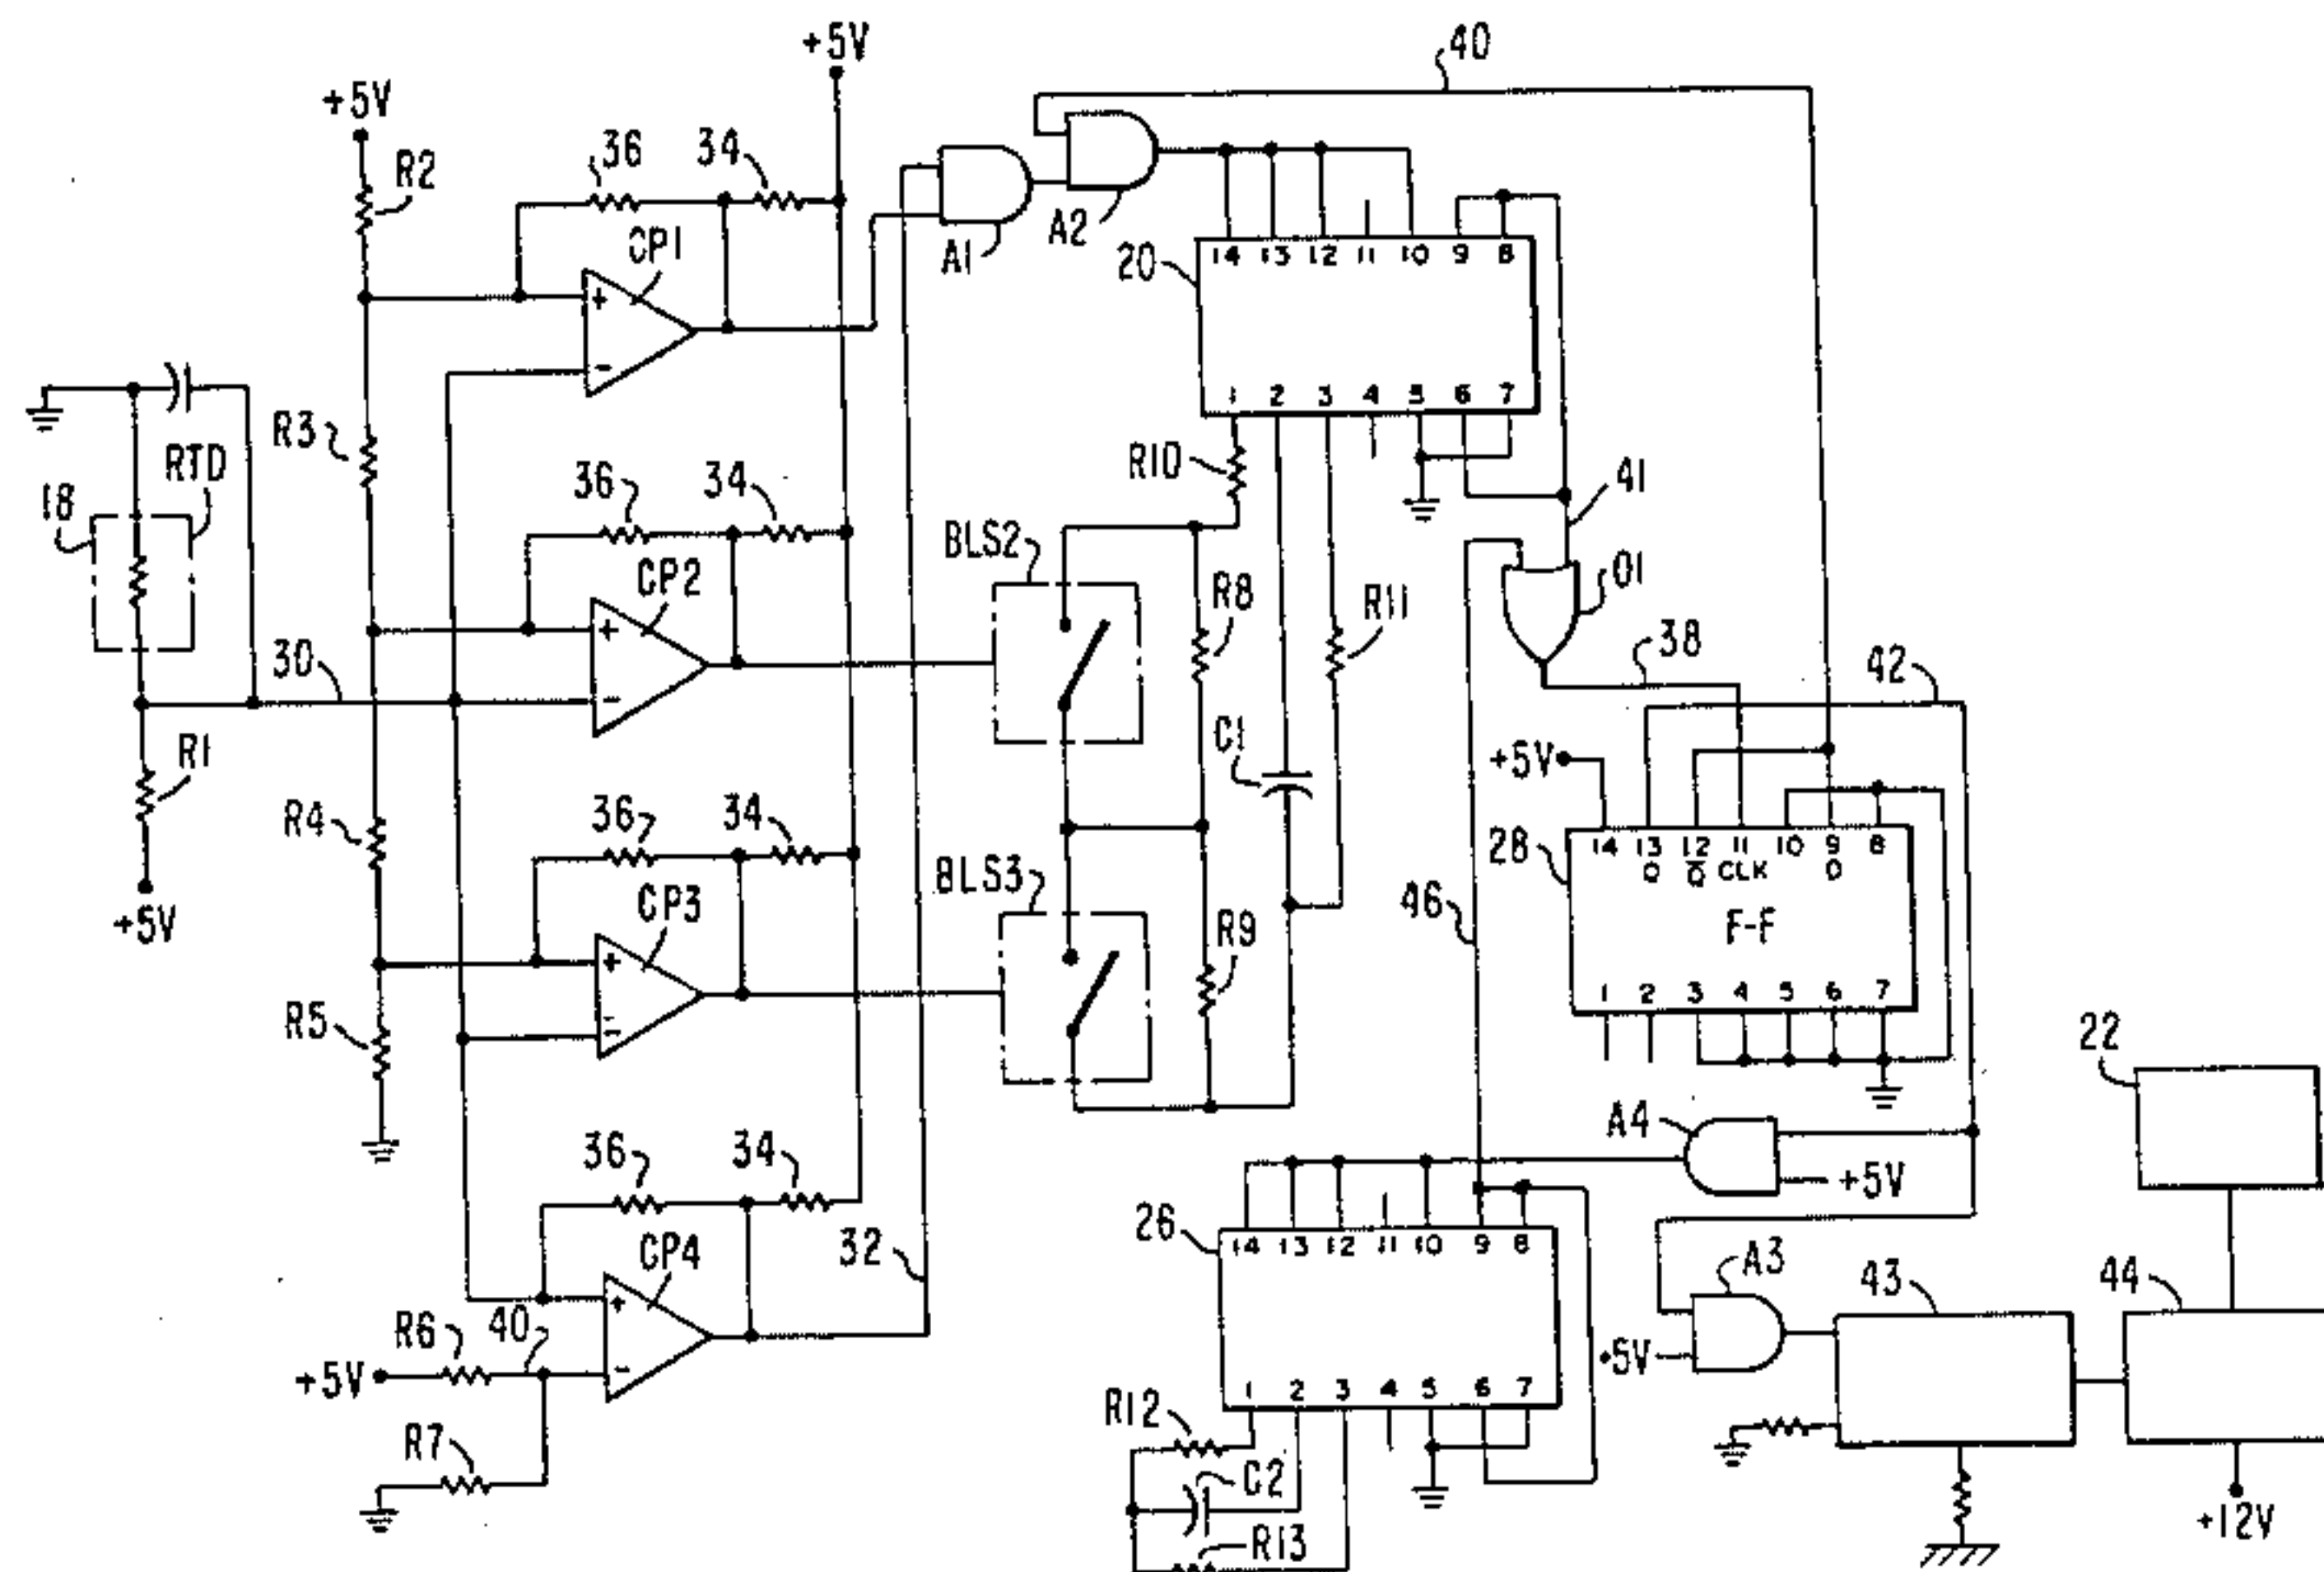 +5V
40
+5V
R2
36
34
CP1
A1
A2
20
14 13 12 11 10 9 8
1 2 3 4 5 6 7
+
-
R3
RTD
18
36
34
R10
41
BLS2
R8
R11
O1
CP2
+
-
30
38
42
R1
C1
+5V
+5V
R4
36
34
28
14 13 12 11 10 9 8
Q Q CLK D
F-F
1 2 3 4 5 6 7
BLS3
46
R9
CP3
+
-
R5
22
A4
+5V
36
34
26
14 13 12 11 10 9 8
1 2 3 4 5 6 7
32
A3
43
44
CP4
+
-
R6
40
+5V
+5V
R12
R7
C2
R13
+12V